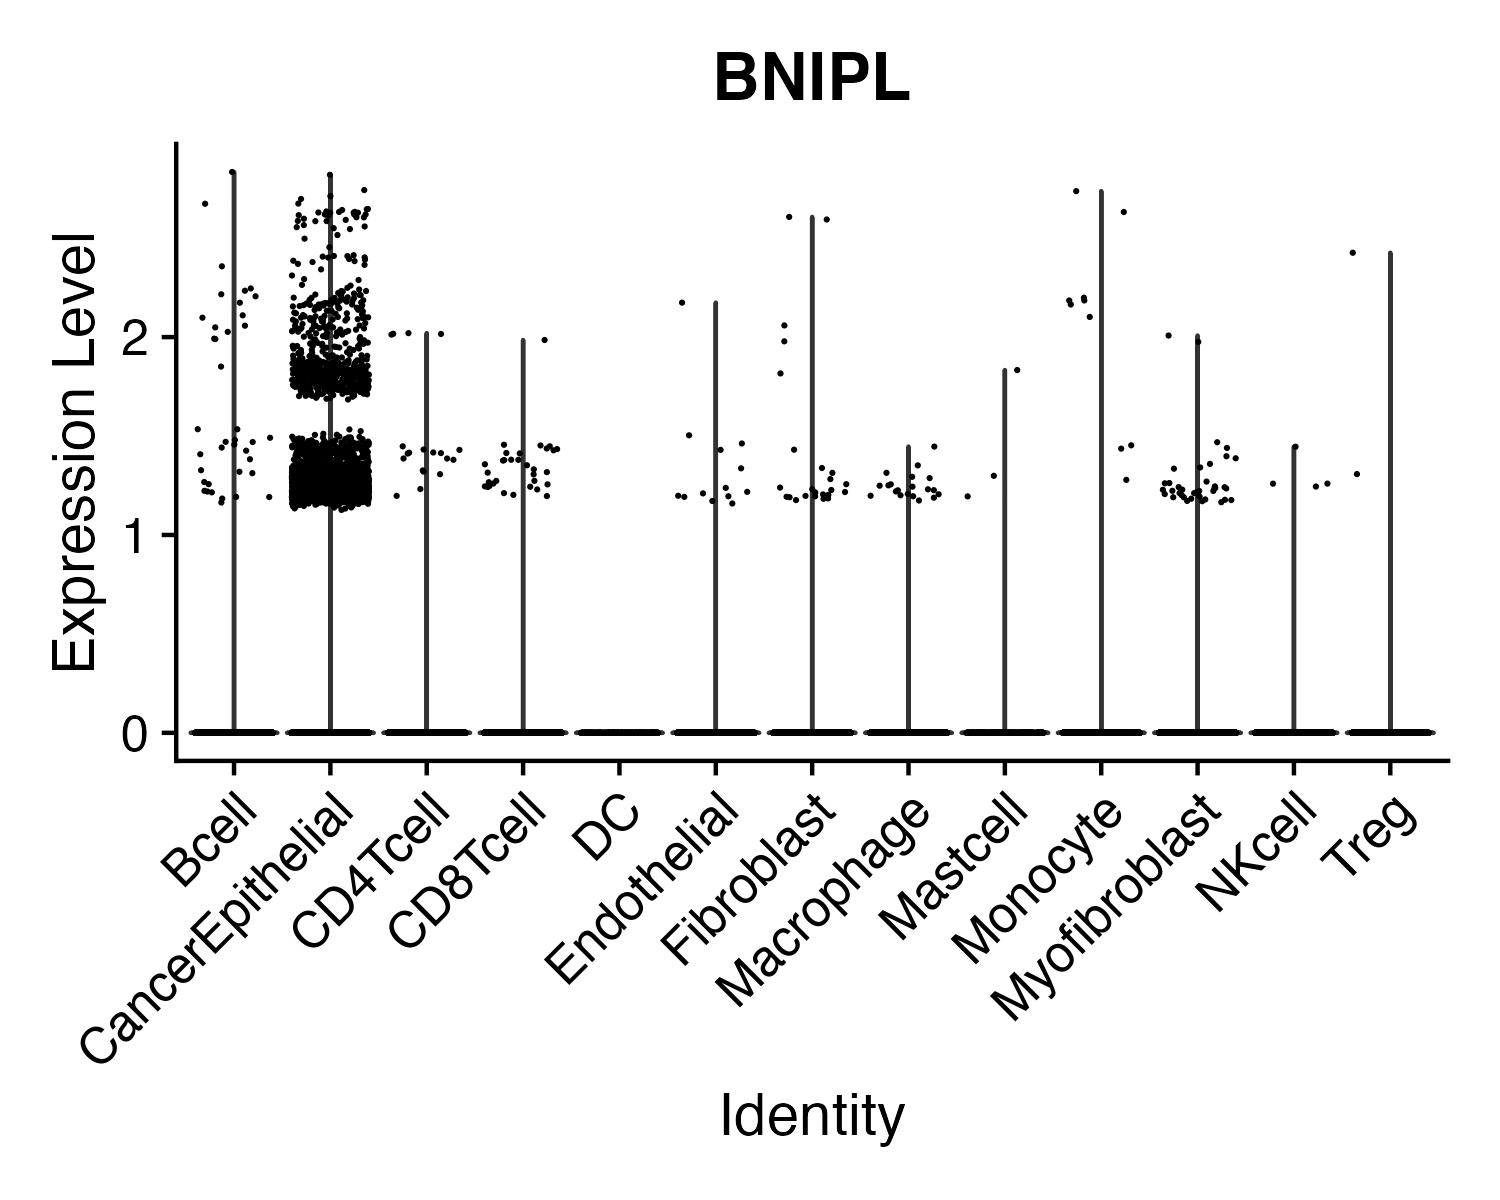 BNIPL
Expression Level
2
1
0
Bcell
CancerEpithelial
CD4Tcell
CD8Tcell
DC
Endothelial
Fibroblast
Macrophage
Mastcell
Monocyte
Myofibroblast
NKcell
Treg
Identity